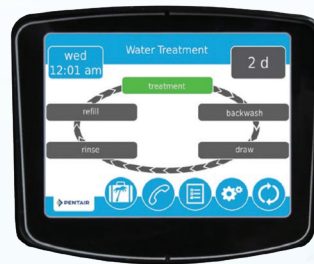 wed
12:01 am
Water Treatment
2 d
treatment
refill
backwash
rinse
draw
PENTAIR